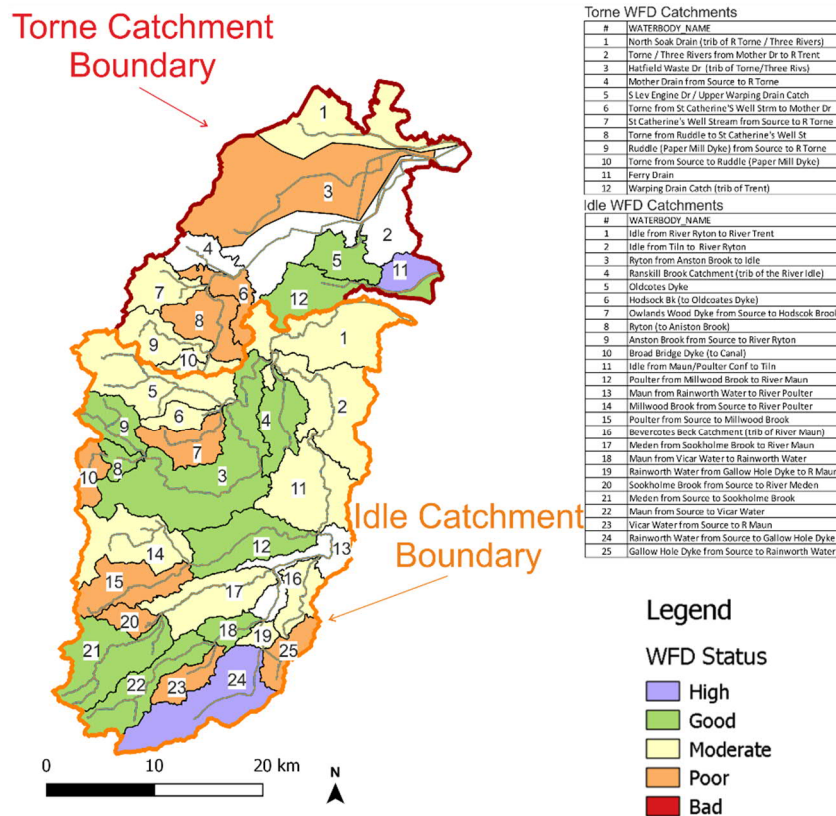 Torne Catchment
Boundary
Torne WFD Catchments
# WATERBODY_NAME
1 North Soak Drain (trib of R Torne / Three Rivers)
2 Torne / Three Rivers from Mother Dr to R Trent
3 Hatfield Waste Dr (trib of Torne/Three Rivs)
4 Mother Drain from Source to R Torne
5 S Lev Engine Dr / Upper Warping Drain Catch
6 Torne from St Catherine'S Well Strm to Mother Dr
7 St Catherine's Well Stream from Source to R Torne
8 Torne from Ruddle to St Catherine's Well St
9 Ruddle (Paper Mill Dyke) from Source to R Torne
10 Torne from Source to Ruddle (Paper Mill Dyke)
11 Ferry Drain
12 Warping Drain Catch (trib of Trent)
Idle WFD Catchments
# WATERBODY_NAME
1 Idle from River Ryton to River Trent
2 Idle from Tiln to River Ryton
3 Ryton from Anston Brook to Idle
4 Ranskill Brook Catchment (trib of the River Idle)
5 Oldcotes Dyke
6 Hodsock Bk (to Oldcoates Dyke)
7 Owlands Wood Dyke from Source to Hodscok Brook
8 Ryton (to Aniston Brook)
9 Anston Brook from Source to River Ryton
10 Broad Bridge Dyke (to Canal)
11 Idle from Maun/Poulter Conf to Tiln
12 Poulter from Millwood Brook to River Maun
13 Maun from Rainworth Water to River Poulter
14 Millwood Brook from Source to River Poulter
15 Poulter from Source to Millwood Brook
16 Bevercotes Beck Catchment (trib of River Maun)
17 Meden from Sookholme Brook to River Maun
18 Maun from Vicar Water to Rainworth Water
19 Rainworth Water from Gallow Hole Dyke to R Maun
20 Sookholme Brook from Source to River Meden
21 Meden from Source to Sookholme Brook
22 Maun from Source to Vicar Water
23 Vicar Water from Source to R Maun
24 Rainworth Water from Source to Gallow Hole Dyke
25 Gallow Hole Dyke from Source to Rainworth Water
1
3
2
4
5
11
6
7
12
8
9
10
1
5
2
6
4
9
7
8
3
10
11
12
13
14
15
16
17
20
18
19
21
25
22
23
24
Idle Catchment
Boundary
Legend
WFD Status
High
Good
Moderate
Poor
Bad
0 10 20 km
N